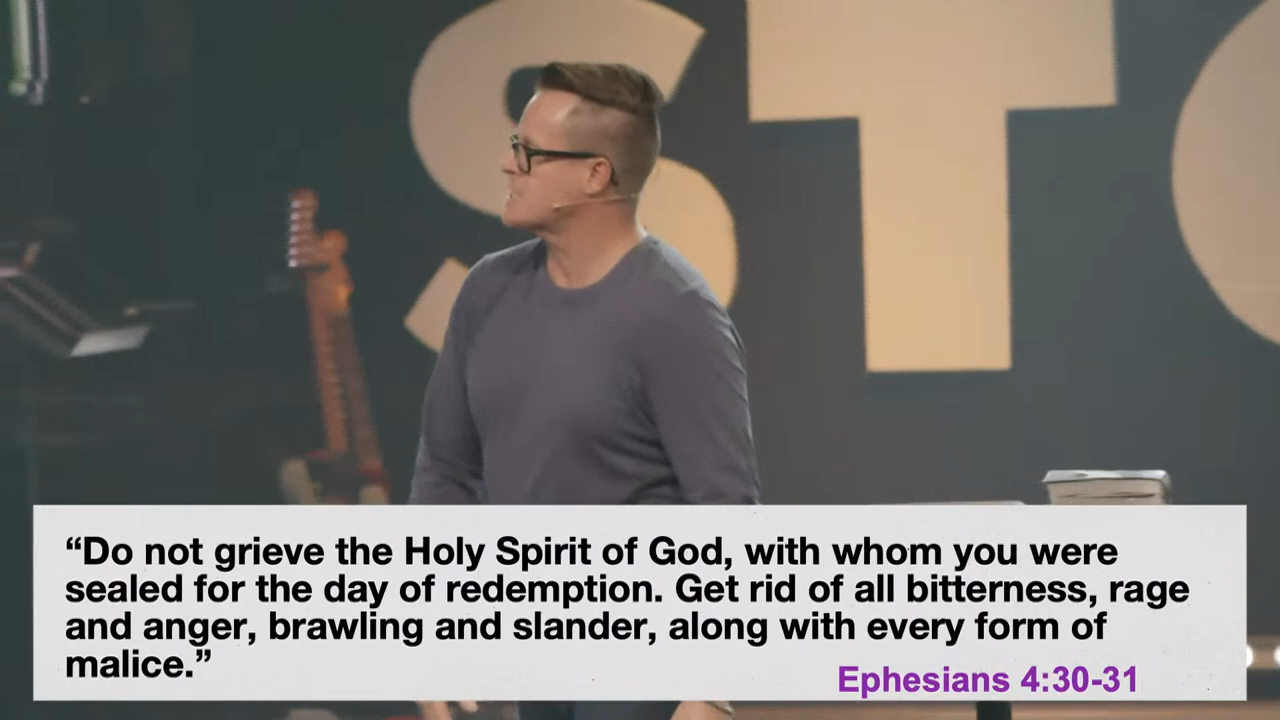 STO
“Do not grieve the Holy Spirit of God, with whom you were
sealed for the day of redemption. Get rid of all bitterness, rage
and anger, brawling and slander, along with every form of
malice.”
Ephesians 4:30-31